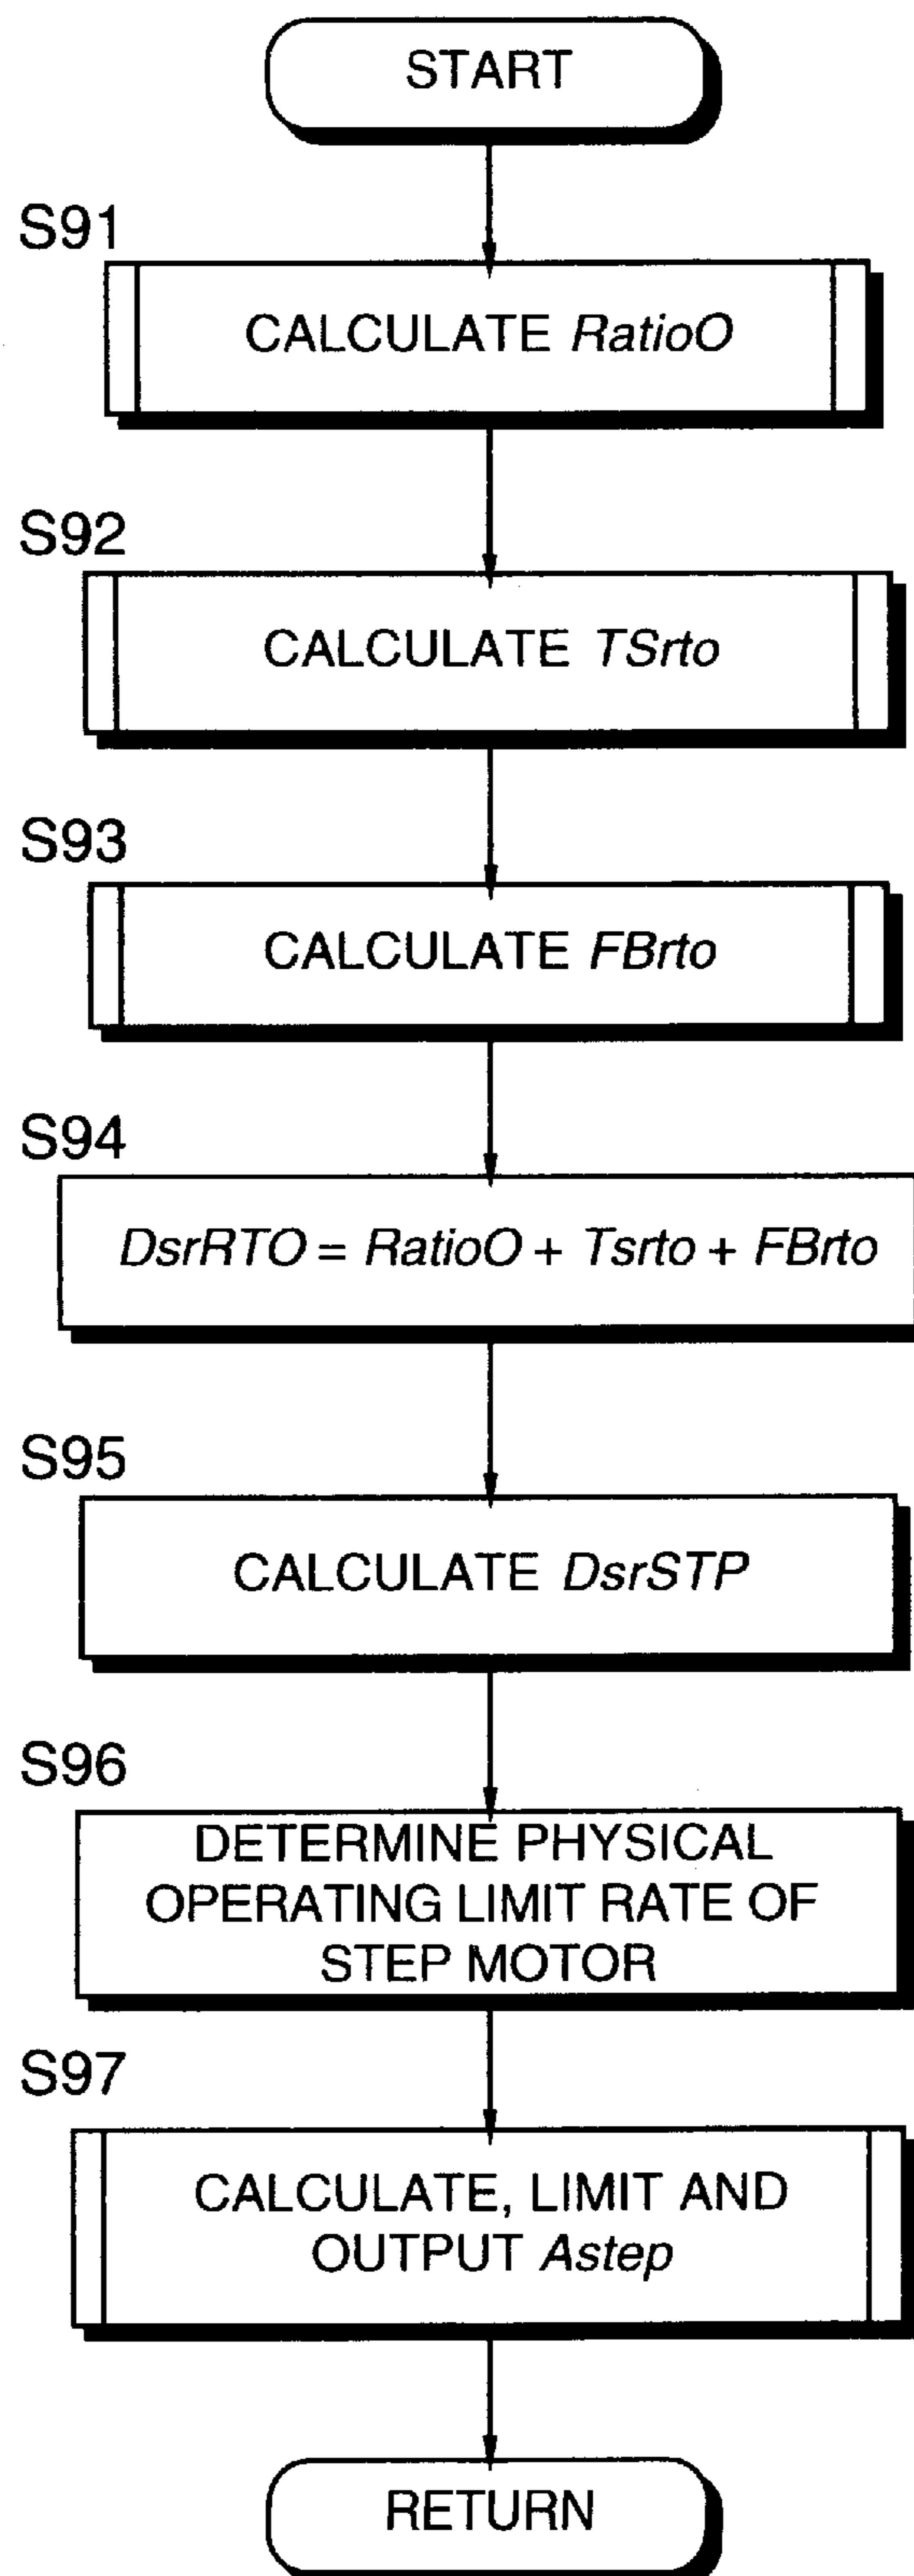 START
S91
CALCULATE RatioO
S92
CALCULATE TSrto
S93
CALCULATE FBrto
S94
DsrRTO = RatioO + Tsrto + FBrto
S95
CALCULATE DsrSTP
S96
DETERMINE PHYSICAL
OPERATING LIMIT RATE OF
STEP MOTOR
S97
CALCULATE, LIMIT AND
OUTPUT Astep
RETURN